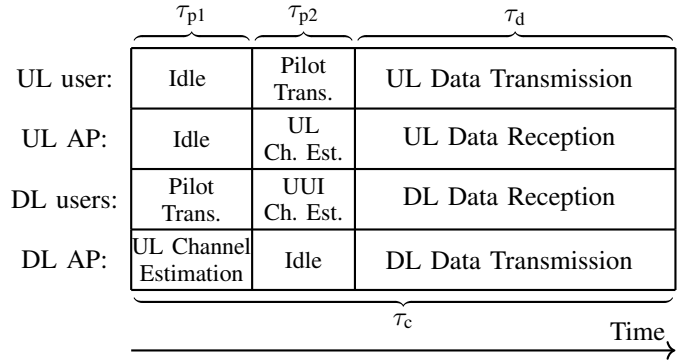 τp1 τp2 τd
UL user: Idle Pilot Trans. UL Data Transmission
UL AP: Idle UL Ch. Est. UL Data Reception
DL users: Pilot Trans. UUI Ch. Est. DL Data Reception
DL AP: UL Channel Estimation Idle DL Data Transmission
τc
Time